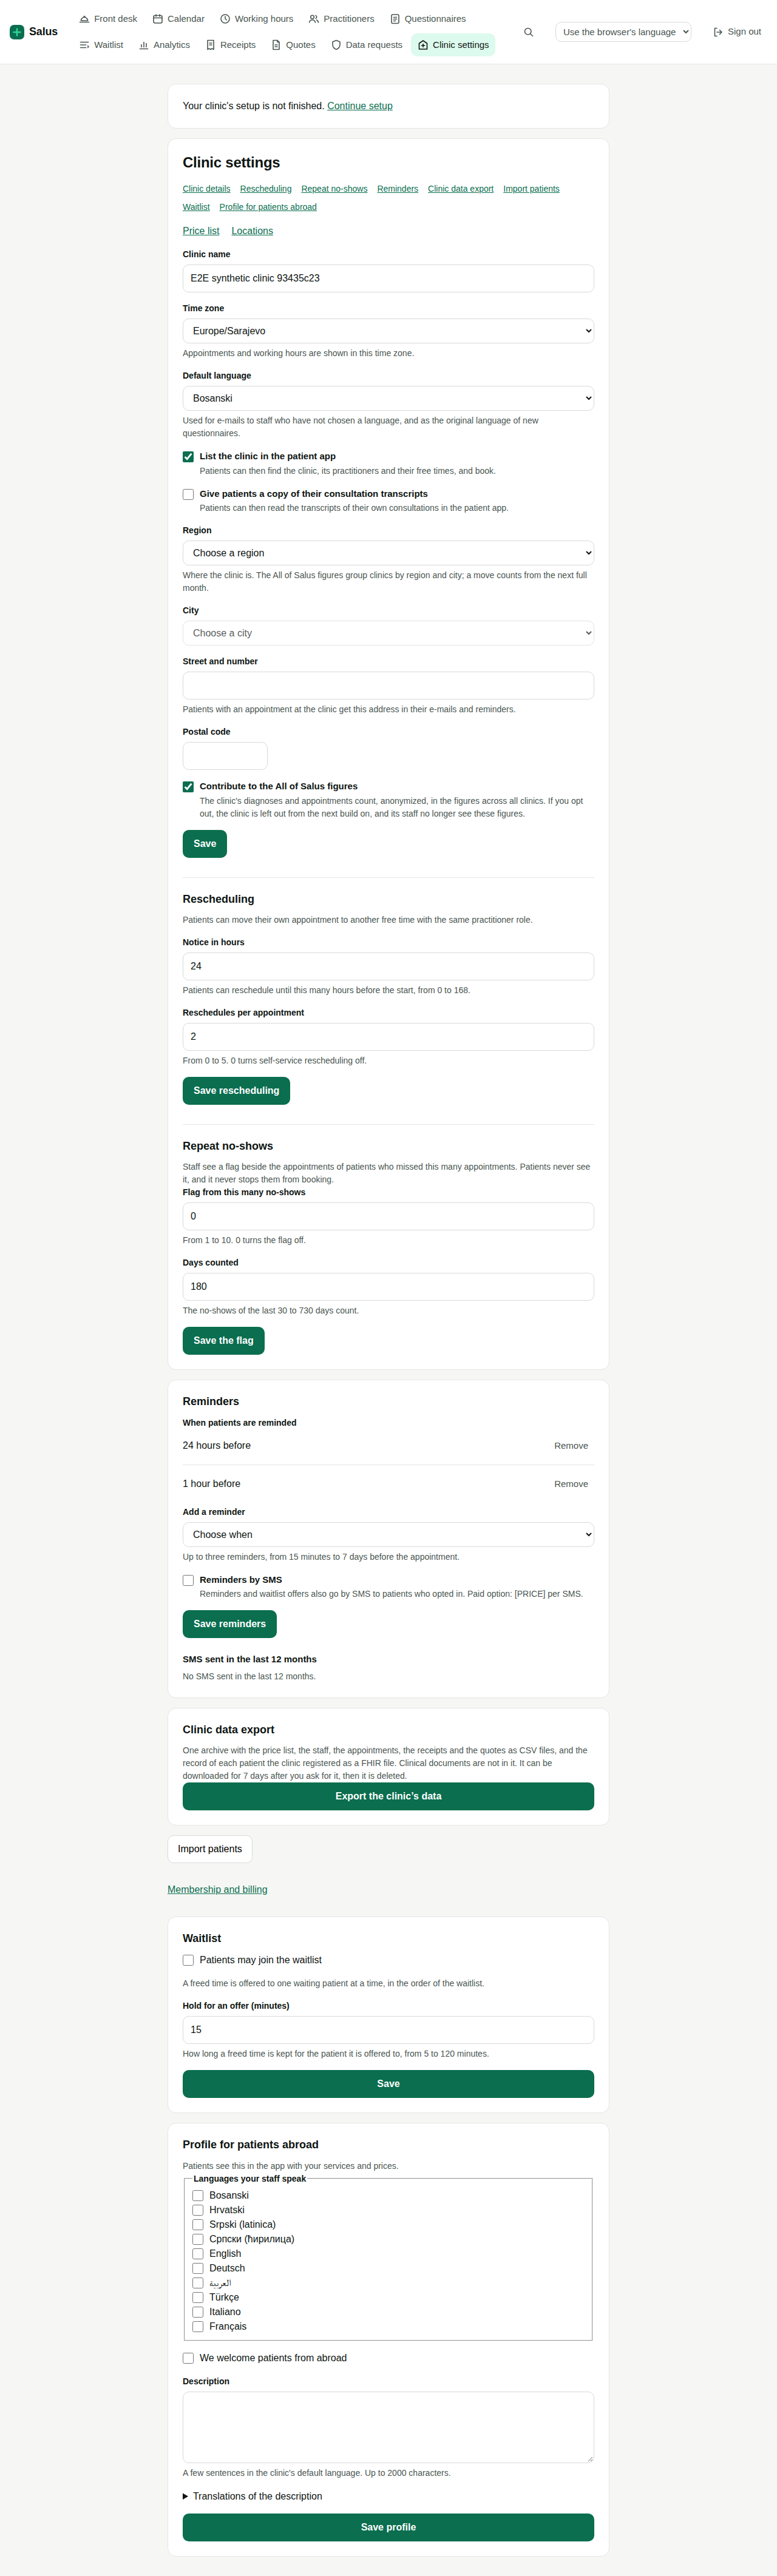 Salus
Front desk
Calendar
Working hours
Practitioners
Questionnaires
Waitlist
Analytics
Receipts
Quotes
Data requests
Clinic settings
Use the browser's language
Sign out
Your clinic's setup is not finished. Continue setup
Clinic settings
Clinic details Rescheduling Repeat no-shows Reminders Clinic data export Import patients
Waitlist Profile for patients abroad
Price list Locations
Clinic name
E2E synthetic clinic 93435c23
Time zone
Europe/Sarajevo
Appointments and working hours are shown in this time zone.
Default language
Bosanski
Used for e-mails to staff who have not chosen a language, and as the original language of new
questionnaires.
List the clinic in the patient app
Patients can then find the clinic, its practitioners and their free times, and book.
Give patients a copy of their consultation transcripts
Patients can then read the transcripts of their own consultations in the patient app.
Region
Choose a region
Where the clinic is. The All of Salus figures group clinics by region and city; a move counts from the next full
month.
City
Choose a city
Street and number
Patients with an appointment at the clinic get this address in their e-mails and reminders.
Postal code
Contribute to the All of Salus figures
The clinic's diagnoses and appointments count, anonymized, in the figures across all clinics. If you opt
out, the clinic is left out from the next build on, and its staff no longer see these figures.
Save
Rescheduling
Patients can move their own appointment to another free time with the same practitioner role.
Notice in hours
24
Patients can reschedule until this many hours before the start, from 0 to 168.
Reschedules per appointment
2
From 0 to 5. 0 turns self-service rescheduling off.
Save rescheduling
Repeat no-shows
Staff see a flag beside the appointments of patients who missed this many appointments. Patients never see
it, and it never stops them from booking.
Flag from this many no-shows
0
From 1 to 10. 0 turns the flag off.
Days counted
180
The no-shows of the last 30 to 730 days count.
Save the flag
Reminders
When patients are reminded
24 hours before Remove
1 hour before Remove
Add a reminder
Choose when
Up to three reminders, from 15 minutes to 7 days before the appointment.
Reminders by SMS
Reminders and waitlist offers also go by SMS to patients who opted in. Paid option: [PRICE] per SMS.
Save reminders
SMS sent in the last 12 months
No SMS sent in the last 12 months.
Clinic data export
One archive with the price list, the staff, the appointments, the receipts and the quotes as CSV files, and the
record of each patient the clinic registered as a FHIR file. Clinical documents are not in it. It can be
downloaded for 7 days after you ask for it, then it is deleted.
Export the clinic's data
Import patients
Membership and billing
Waitlist
Patients may join the waitlist
A freed time is offered to one waiting patient at a time, in the order of the waitlist.
Hold for an offer (minutes)
15
How long a freed time is kept for the patient it is offered to, from 5 to 120 minutes.
Save
Profile for patients abroad
Patients see this in the app with your services and prices.
Languages your staff speak
Bosanski
Hrvatski
Srpski (latinica)
Српски (ћирилица)
English
Deutsch
العربية
Türkçe
Italiano
Français
We welcome patients from abroad
Description
A few sentences in the clinic's default language. Up to 2000 characters.
Translations of the description
Save profile